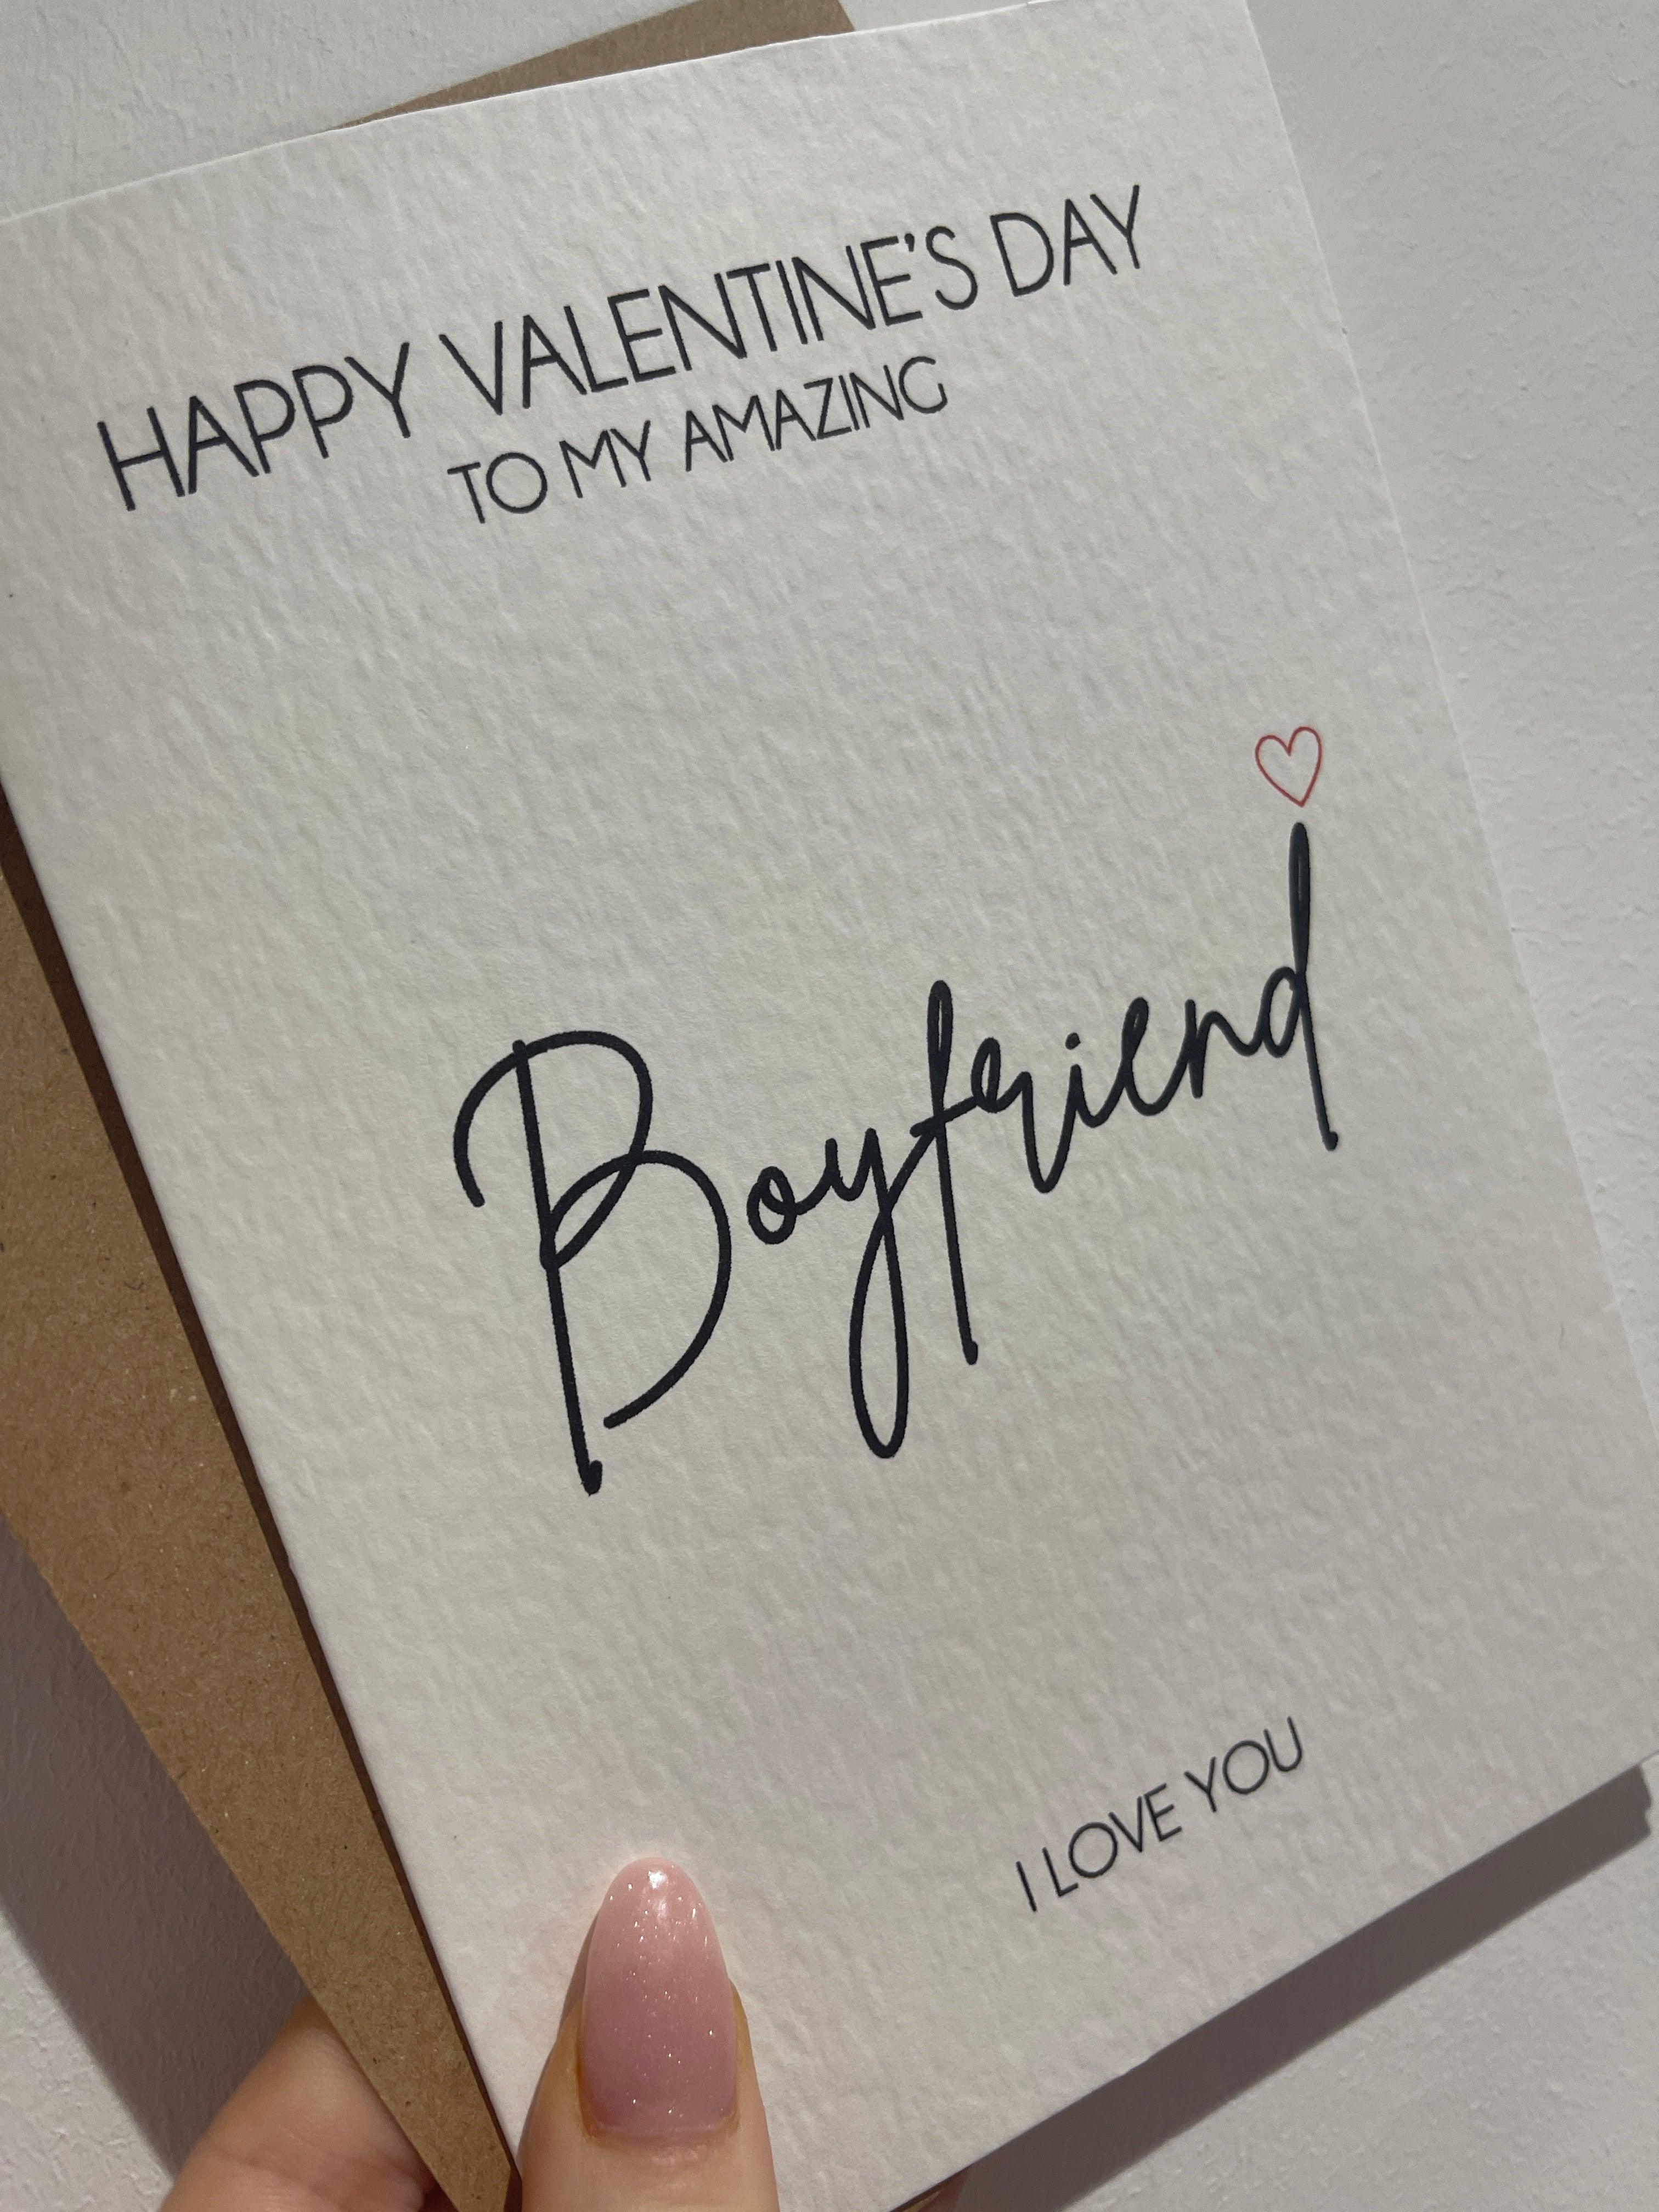 HAPPY VALENTINE'S DAY
TO MY AMAZING
Boyfriend
I LOVE YOU